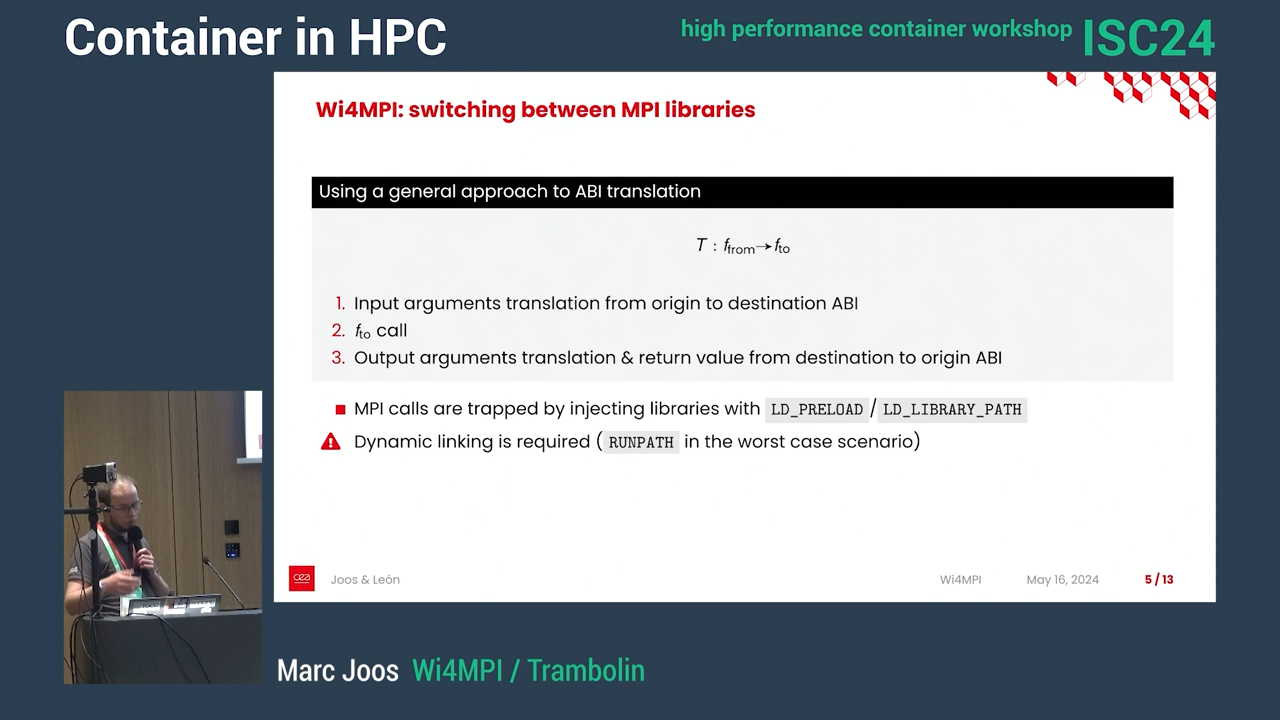 Container in HPC
high performance container workshop ISC24
Wi4MPI: switching between MPI libraries
Using a general approach to ABI translation
T : f_from→f_to
1. Input arguments translation from origin to destination ABI
2. f_to call
3. Output arguments translation & return value from destination to origin ABI
MPI calls are trapped by injecting libraries with LD_PRELOAD / LD_LIBRARY_PATH
Dynamic linking is required ( RUNPATH in the worst case scenario)
cea Joos & León Wi4MPI May 16, 2024 5 / 13
Marc Joos Wi4MPI / Trambolin